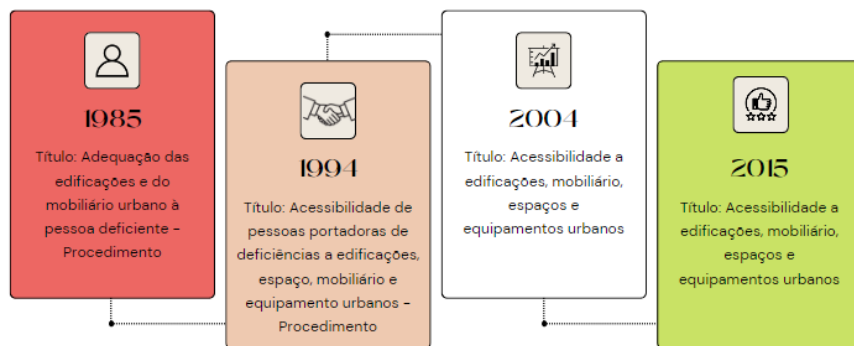 1985
Título: Adequação das
edificações e do
mobiliário urbano à
pessoa deficiente –
Procedimento
1994
Título: Acessibilidade de
pessoas portadoras de
deficiências a edificações,
espaço, mobiliário e
equipamento urbanos –
Procedimento
2004
Título: Acessibilidade a
edificações, mobiliário,
espaços e
equipamentos urbanos
2015
Título: Acessibilidade a
edificações, mobiliário,
espaços e
equipamentos urbanos